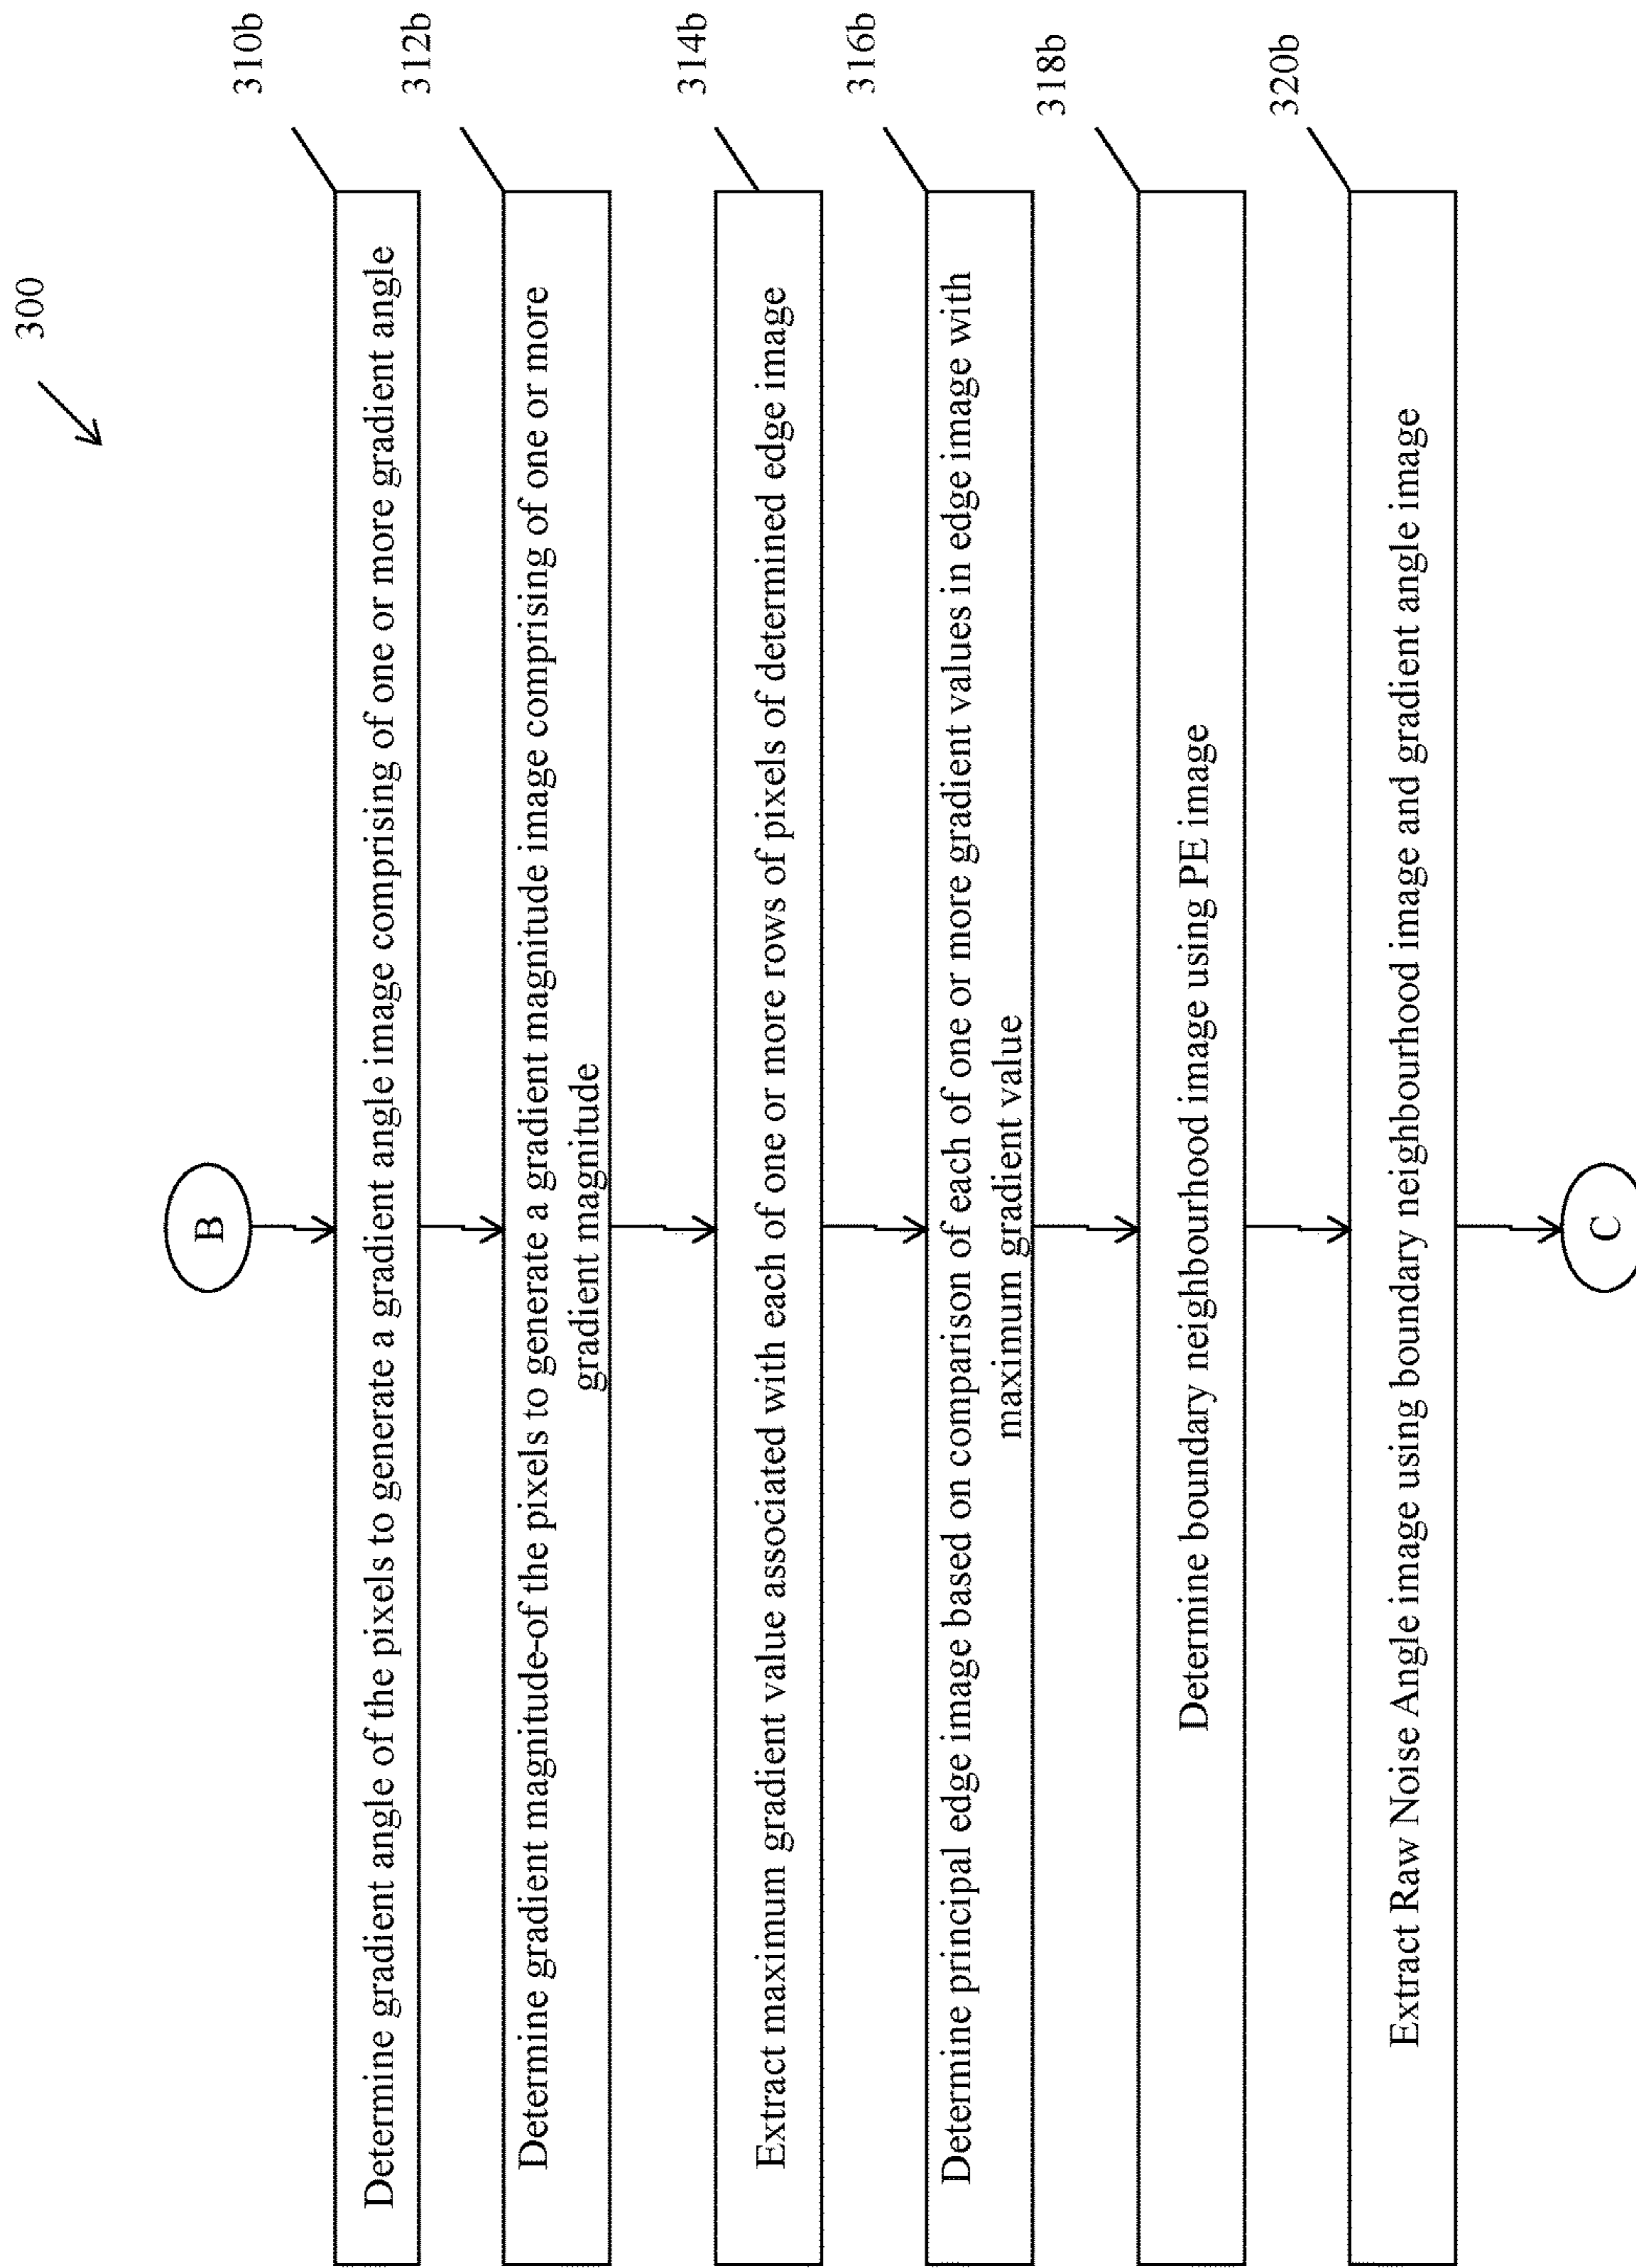 300
B
310b
Determine gradient angle of the pixels to generate a gradient angle image comprising of one or more gradient angle
312b
Determine gradient magnitude-of the pixels to generate a gradient magnitude image comprising of one or more
gradient magnitude
314b
Extract maximum gradient value associated with each of one or more rows of pixels of determined edge image
316b
Determine principal edge image based on comparison of each of one or more gradient values in edge image with
maximum gradient value
318b
Determine boundary neighbourhood image using PE image
320b
Extract Raw Noise Angle image using boundary neighbourhood image and gradient angle image
C